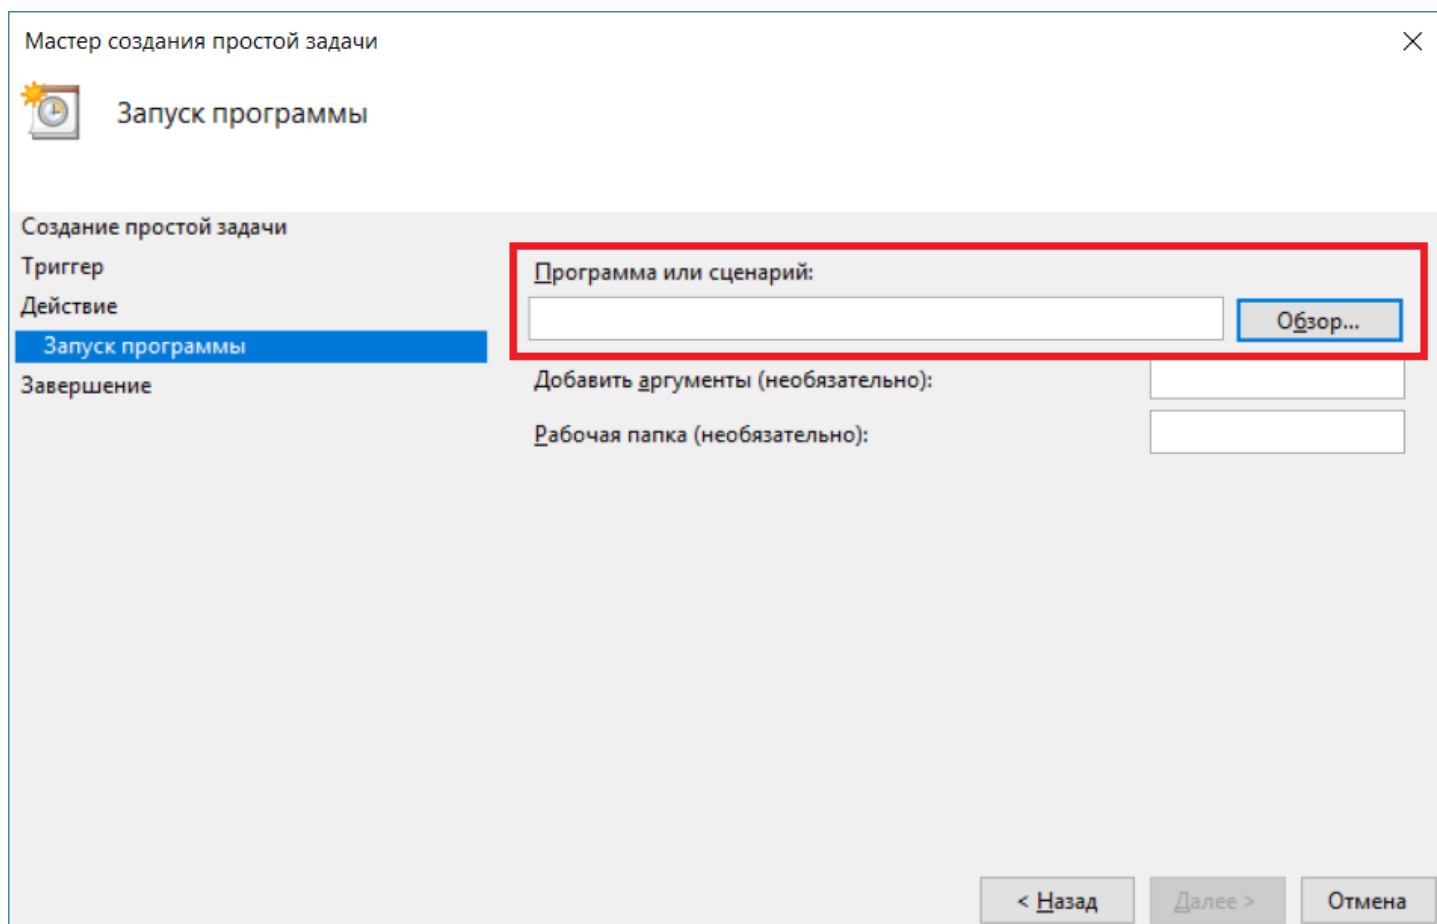 Мастер создания простой задачи
Запуск программы
Создание простой задачи
Триггер
Действие
Запуск программы
Завершение
Программа или сценарий:
Обзор...
Добавить аргументы (необязательно):
Рабочая папка (необязательно):
< Назад
Далее >
Отмена